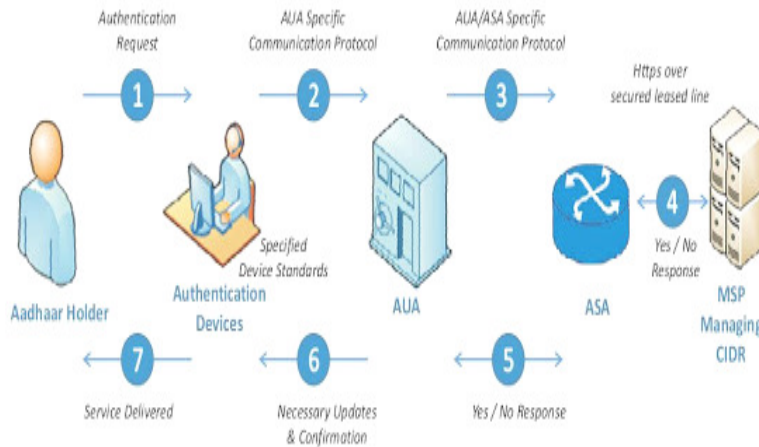 Authentication
Request
AUA Specific
Communication Protocol
AUA/ASA Specific
Communication Protocol
1
2
3
Https over
secured leased line
4
Yes / No
Response
Specified
Device Standards
Aadhaar Holder
Authentication
Devices
AUA
ASA
MSP
Managing
CIDR
7
6
5
Service Delivered
Necessary Updates
& Confirmation
Yes / No Response